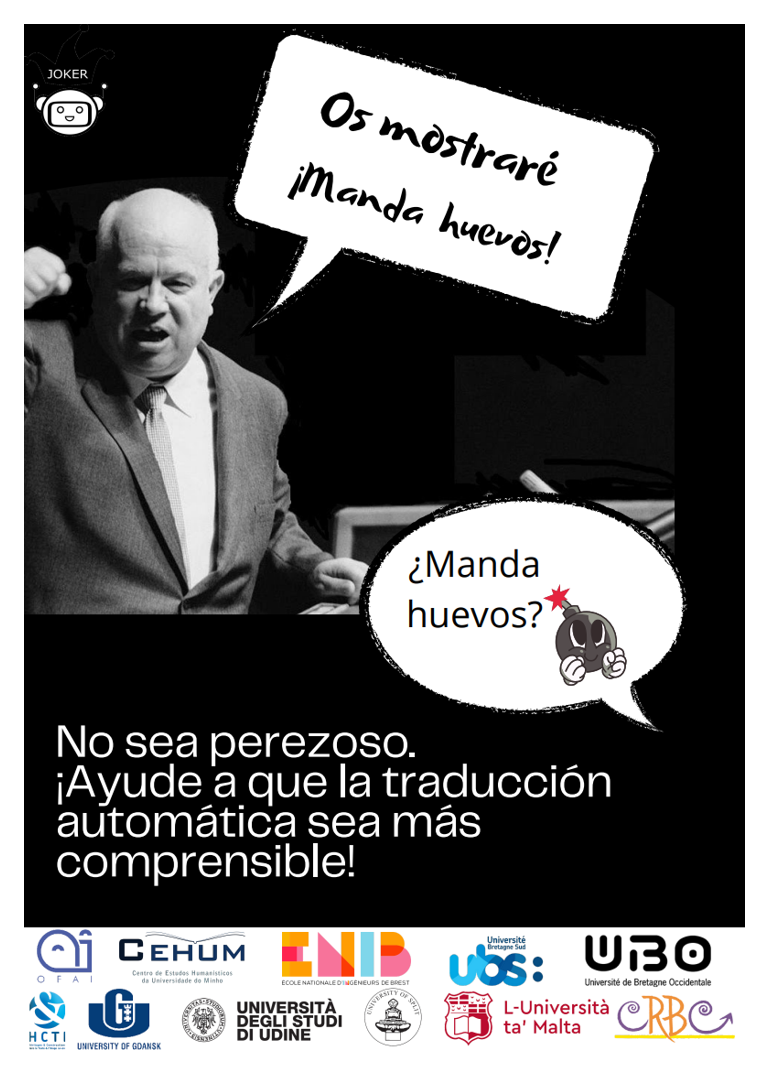 JOKER
Os mostraré
¡Manda huevos!
¿Manda
huevos?
No sea perezoso.
¡Ayude a que la traducción
automática sea más
comprensible!
OFAI
CEHUM
Centro de Estudos Humanísticos
da Universidade do Minho
ENIB
ECOLE NATIONALE D'INGENIEURS DE BREST
Université
Bretagne Sud
ubs:
UBO
Université de Bretagne Occidentale
HCTI
UNIVERSITY OF GDANSK
UNIVERSITÀ
DEGLI STUDI
DI UDINE
UNIVERSITY OF SPLIT
L-Università
ta' Malta
CRBC